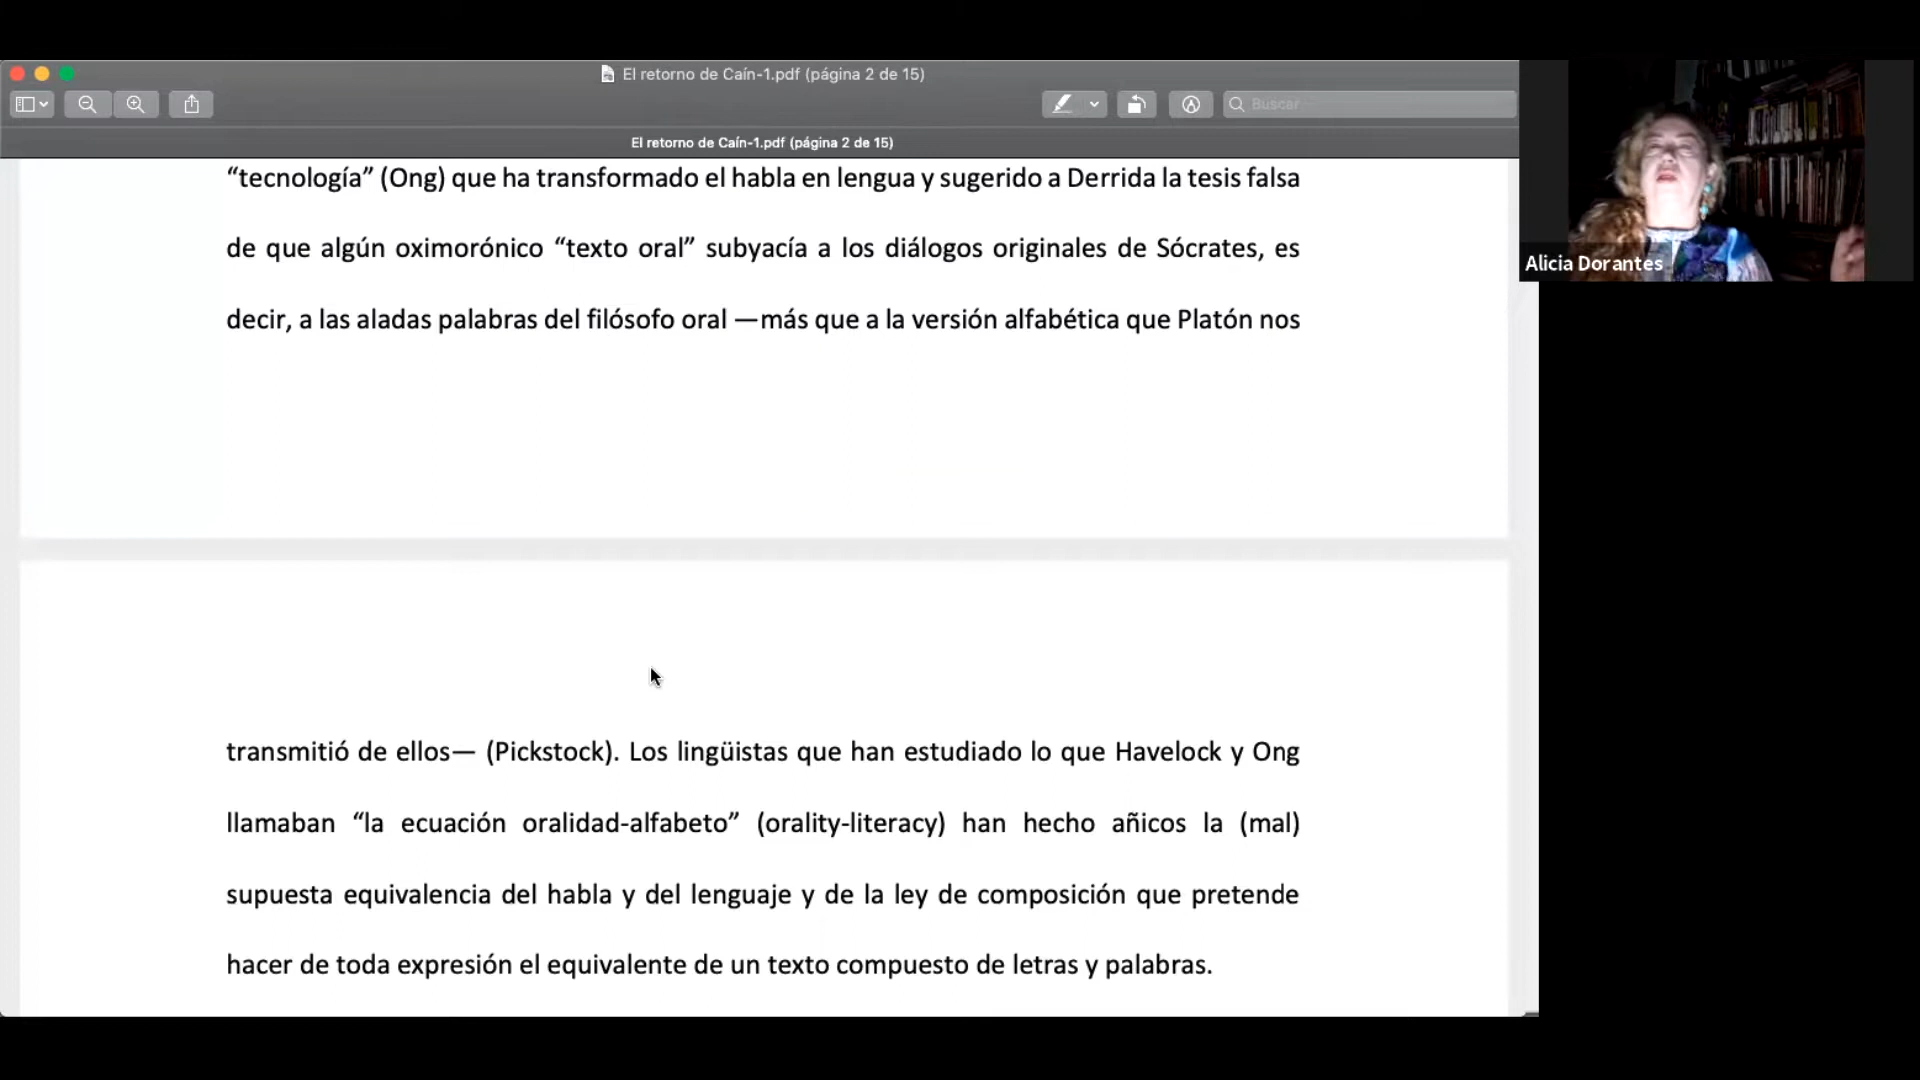 El retorno de Caín-1.pdf (página 2 de 15)
Buscar
El retorno de Caín-1.pdf (página 2 de 15)
“tecnología” (Ong) que ha transformado el habla en lengua y sugerido a Derrida la tesis falsa
de que algún oximorónico “texto oral” subyacía a los diálogos originales de Sócrates, es
decir, a las aladas palabras del filósofo oral —más que a la versión alfabética que Platón nos
transmitió de ellos— (Pickstock). Los lingüistas que han estudiado lo que Havelock y Ong
llamaban “la ecuación oralidad-alfabeto” (orality-literacy) han hecho añicos la (mal)
supuesta equivalencia del habla y del lenguaje y de la ley de composición que pretende
hacer de toda expresión el equivalente de un texto compuesto de letras y palabras.
Alicia Dorantes